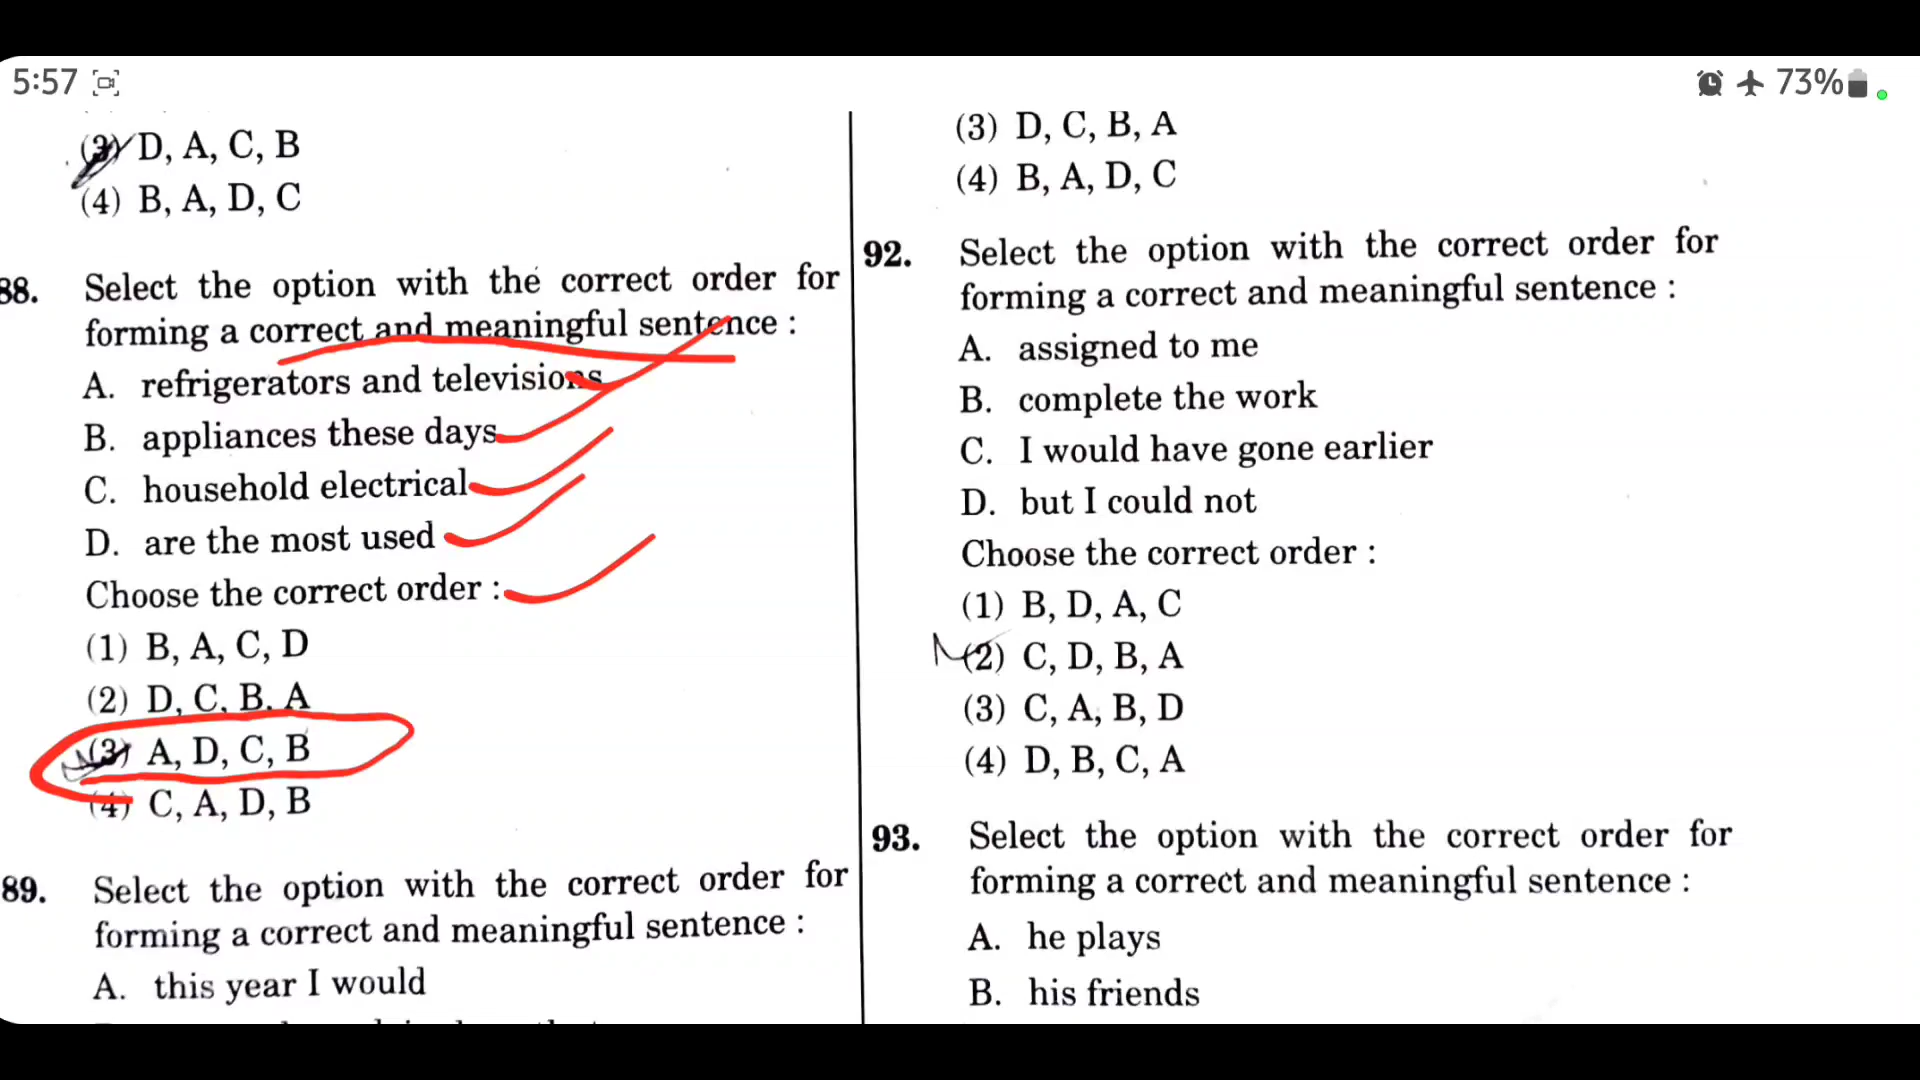 5:57
73%
(3) D, A, C, B
(4) B, A, D, C
88. Select the option with the correct order for
forming a correct and meaningful sentence :
A. refrigerators and televisions
B. appliances these days
C. household electrical
D. are the most used
Choose the correct order :
(1) B, A, C, D
(2) D, C, B, A
(3) A, D, C, B
(4) C, A, D, B
89. Select the option with the correct order for
forming a correct and meaningful sentence :
A. this year I would
(3) D, C, B, A
(4) B, A, D, C
92. Select the option with the correct order for
forming a correct and meaningful sentence :
A. assigned to me
B. complete the work
C. I would have gone earlier
D. but I could not
Choose the correct order :
(1) B, D, A, C
(2) C, D, B, A
(3) C, A, B, D
(4) D, B, C, A
93. Select the option with the correct order for
forming a correct and meaningful sentence :
A. he plays
B. his friends